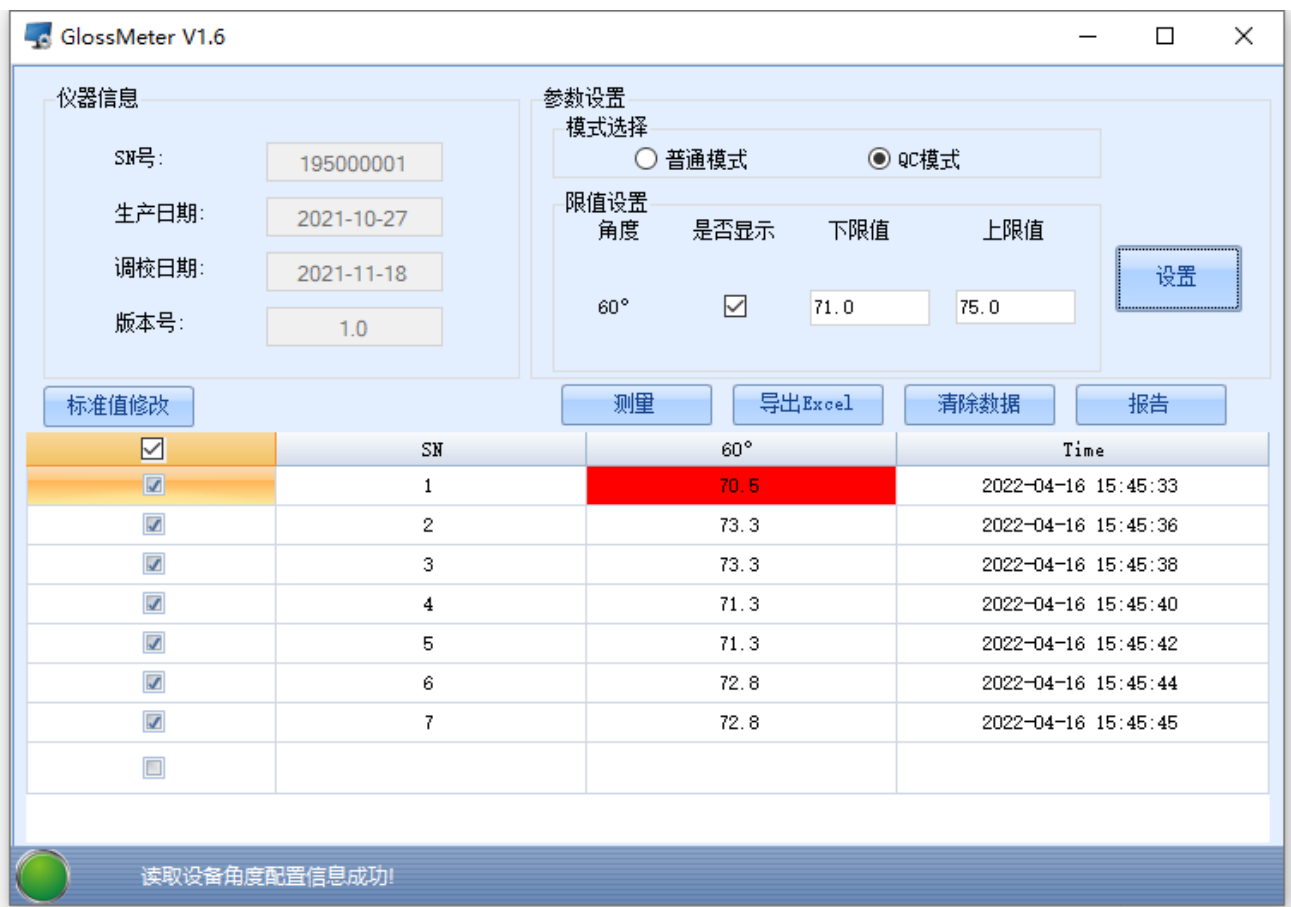 GlossMeter V1.6
仪器信息
SN号: 195000001
生产日期: 2021-10-27
调校日期: 2021-11-18
版本号: 1.0
参数设置
模式选择
普通模式 QC模式
限值设置
角度 是否显示 下限值 上限值
60° 71.0 75.0
设置
标准值修改 测量 导出Excel 清除数据 报告
SN 60° Time
1 70.5 2022-04-16 15:45:33
2 73.3 2022-04-16 15:45:36
3 73.3 2022-04-16 15:45:38
4 71.3 2022-04-16 15:45:40
5 71.3 2022-04-16 15:45:42
6 72.8 2022-04-16 15:45:44
7 72.8 2022-04-16 15:45:45
读取设备角度配置信息成功!